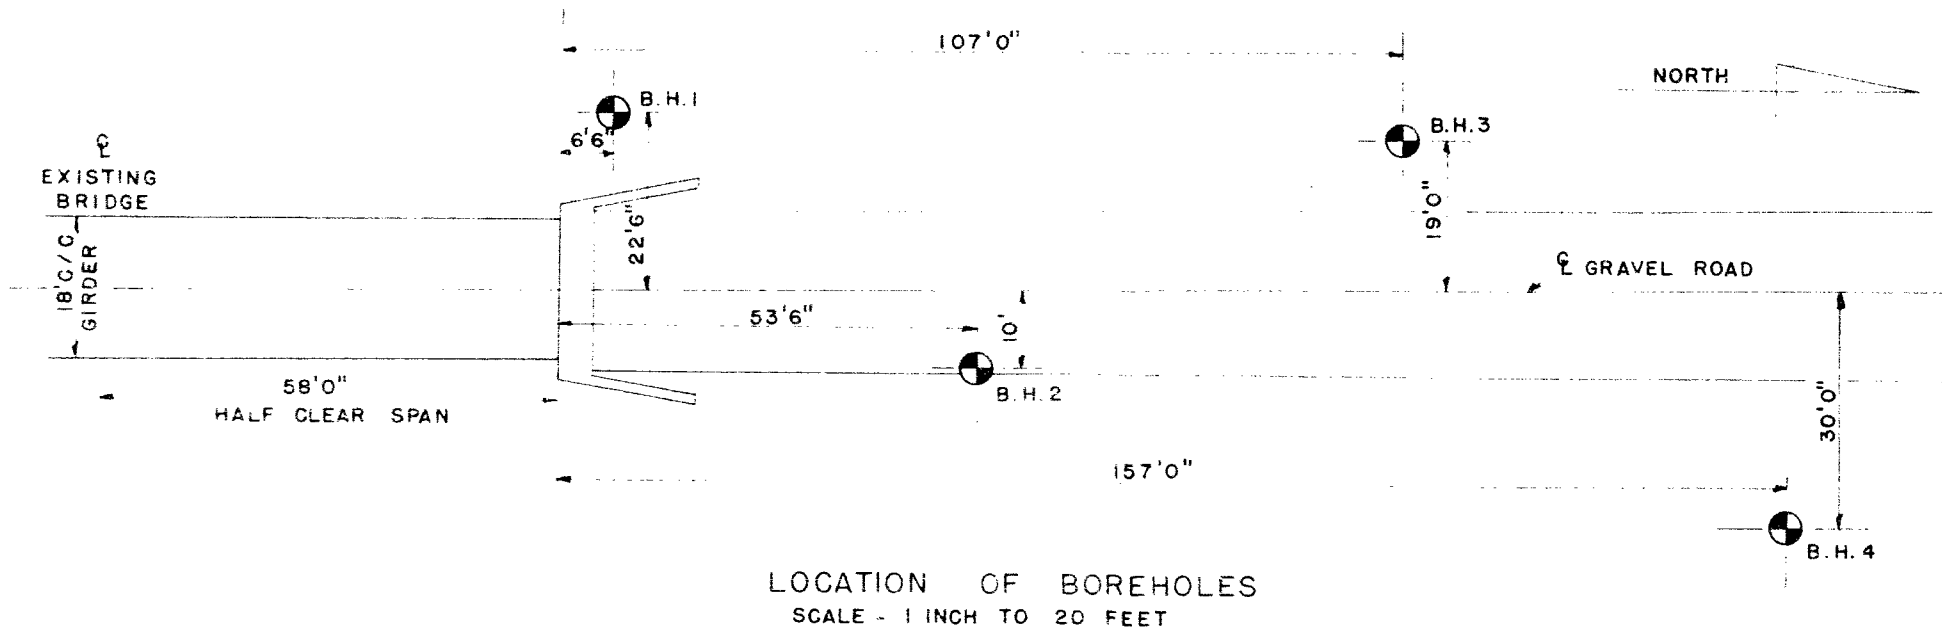 107'0"
NORTH
B.H.1
6'6"
B.H.3
℄
EXISTING
BRIDGE
22'6"
19'0"
18' C/C
GIRDER
℄ GRAVEL ROAD
53'6"
10'
58'0"
HALF CLEAR SPAN
B.H.2
30'0"
157'0"
B.H.4
LOCATION OF BOREHOLES
SCALE - 1 INCH TO 20 FEET